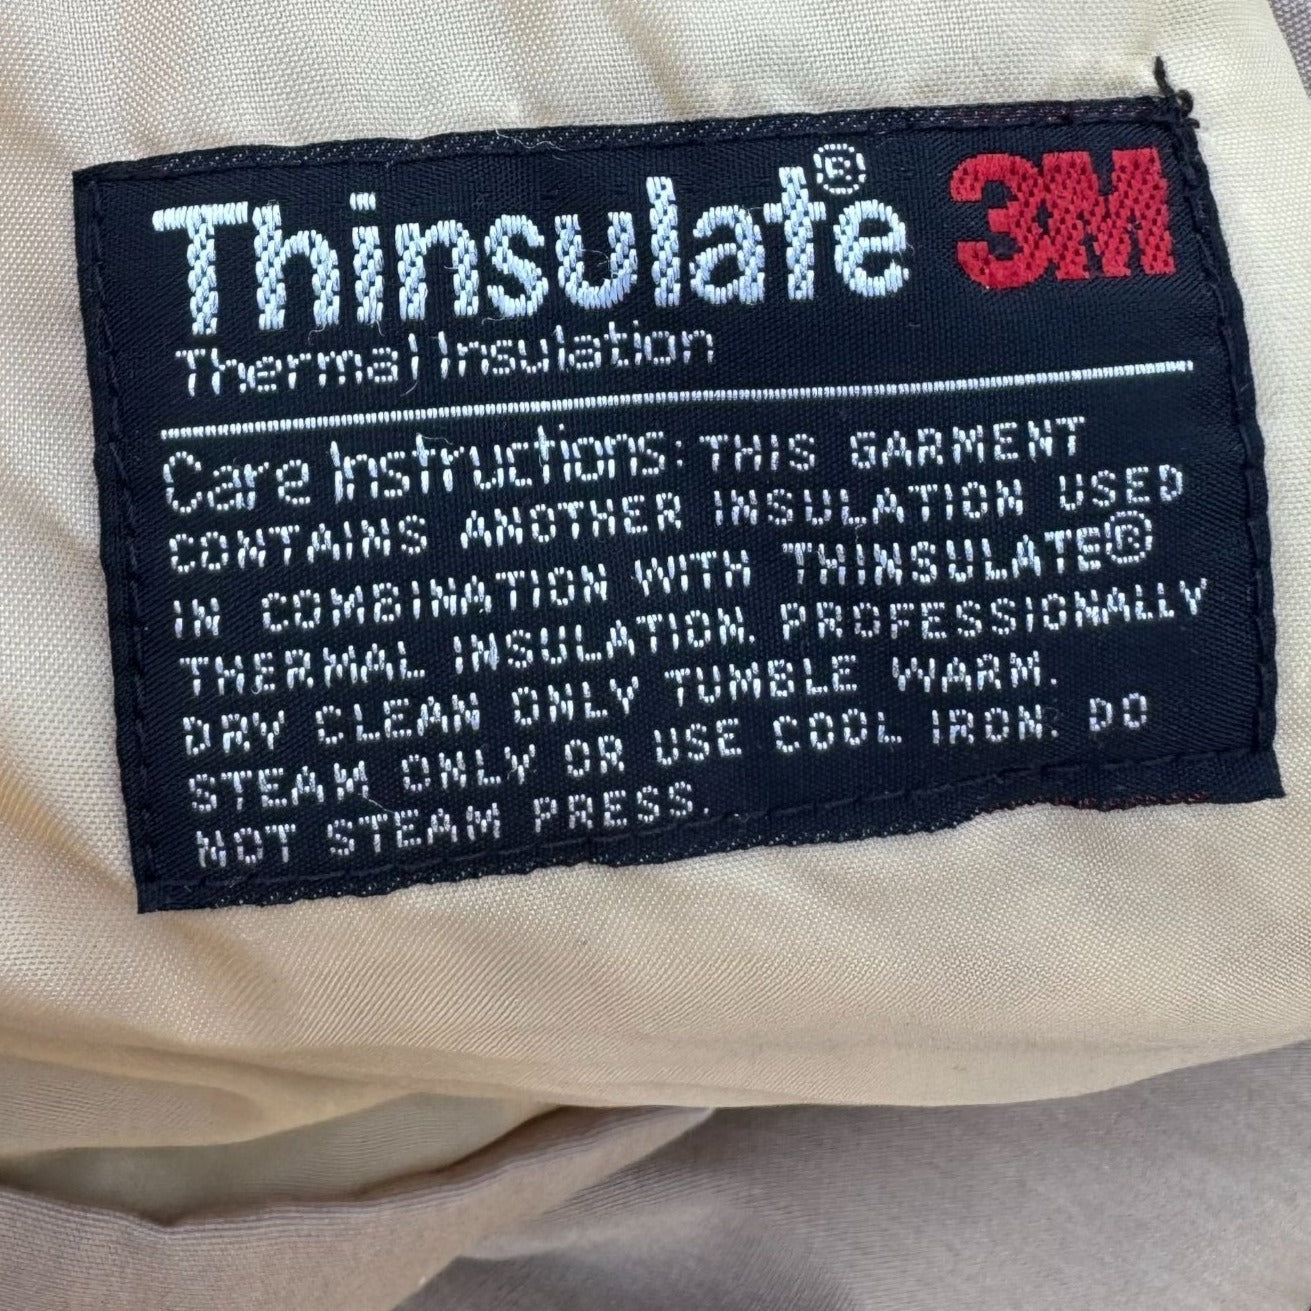 Thinsulate® 3M
Thermal Insulation
Care Instructions: THIS GARMENT
CONTAINS ANOTHER INSULATION USED
IN COMBINATION WITH THINSULATE®
THERMAL INSULATION. PROFESSIONALLY
DRY CLEAN ONLY TUMBLE WARM.
STEAM ONLY OR USE COOL IRON. DO
NOT STEAM PRESS.